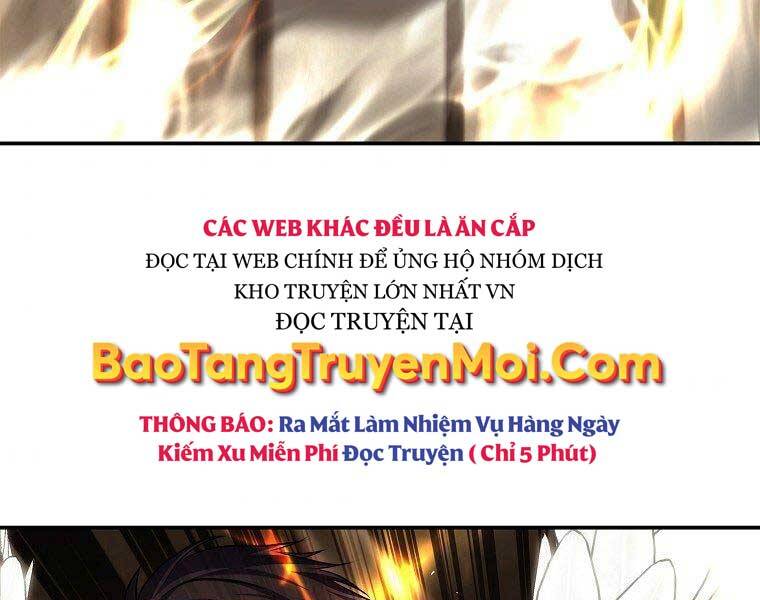 CÁC WEB KHÁC ĐỀU LÀ ĂN CẮP
ĐỌC TẠI WEB CHÍNH ĐỂ ỦNG HỘ NHÓM DỊCH
KHO TRUYỆN LỚN NHẤT VN
ĐỌC TRUYỆN TẠI
BaoTangTruyenMoi.Com
THÔNG BÁO: Ra Mắt Làm Nhiệm Vụ Hàng Ngày
Kiếm Xu Miễn Phí Đọc Truyện ( Chỉ 5 Phút)